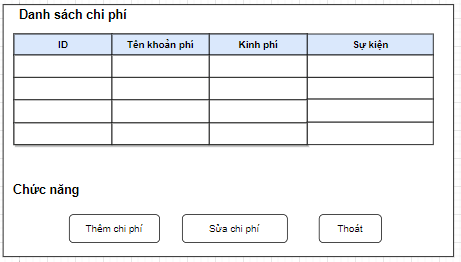 Danh sách chi phí
ID Tên khoản phí Kinh phí Sự kiện
Chức năng
Thêm chi phí Sửa chi phí Thoát